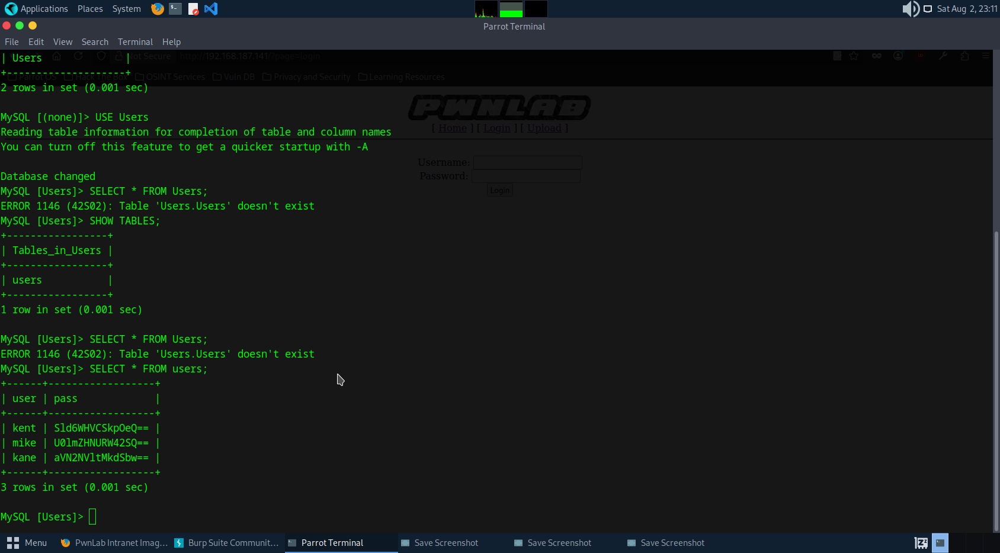 Applications Places System Sat Aug 2, 23:11
Parrot Terminal
File Edit View Search Terminal Help
| Users |
Not Secure http://192.168.187.141/?page=login
+--------------------+
Parrot OS Hack The Box OSINT Services Vuln DB Privacy and Security Learning Resources
2 rows in set (0.001 sec)
PWNLAB
MySQL [(none)]> USE Users
[ Home ] [ Login ] [ Upload ]
Reading table information for completion of table and column names
You can turn off this feature to get a quicker startup with -A
Username:
Password:
Login
Database changed
MySQL [Users]> SELECT * FROM Users;
ERROR 1146 (42S02): Table 'Users.Users' doesn't exist
MySQL [Users]> SHOW TABLES;
+-----------------+
| Tables_in_Users |
+-----------------+
| users |
+-----------------+
1 row in set (0.001 sec)
MySQL [Users]> SELECT * FROM Users;
ERROR 1146 (42S02): Table 'Users.Users' doesn't exist
MySQL [Users]> SELECT * FROM users;
+------+------------------+
| user | pass |
+------+------------------+
| kent | Sld6WHVCSkpOeQ== |
| mike | U0lmZHNURW42SQ== |
| kane | aVN2NVltMkdSbw== |
+------+------------------+
3 rows in set (0.001 sec)
MySQL [Users]>
Menu PwnLab Intranet Imag... Burp Suite Communit... Parrot Terminal Save Screenshot Save Screenshot Save Screenshot